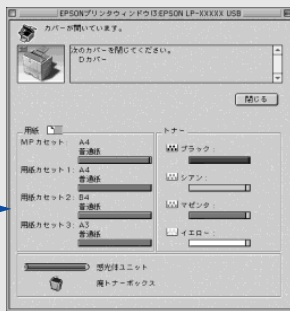 EPSONプリンタウィンドウ!3:EPSON LP-XXXXX USB
カバーが開いています。
次のカバーを閉じてください。
Dカバー
閉じる
用紙
トナー
MPカセット: A4
普通紙
用紙カセット1: A4
普通紙
用紙カセット2: B4
普通紙
用紙カセット3: A3
普通紙
ブラック:
シアン:
マゼンタ:
イエロー:
感光体ユニット
廃トナーボックス